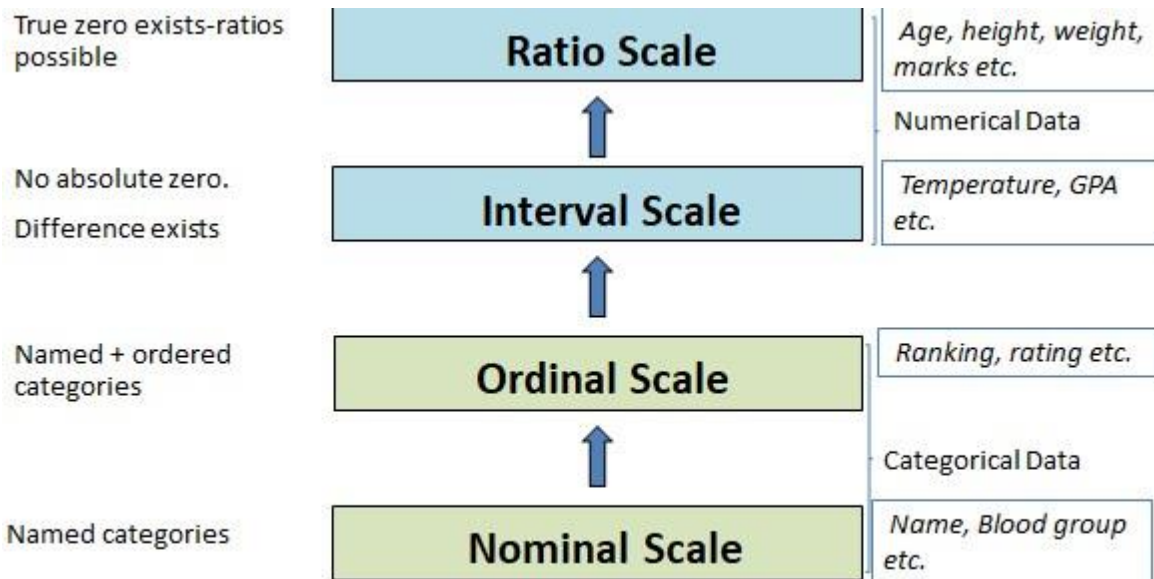 True zero exists-ratios
possible
Ratio Scale
Age, height, weight,
marks etc.
Numerical Data
No absolute zero.
Difference exists
Interval Scale
Temperature, GPA
etc.
Named + ordered
categories
Ordinal Scale
Ranking, rating etc.
Categorical Data
Named categories
Nominal Scale
Name, Blood group
etc.